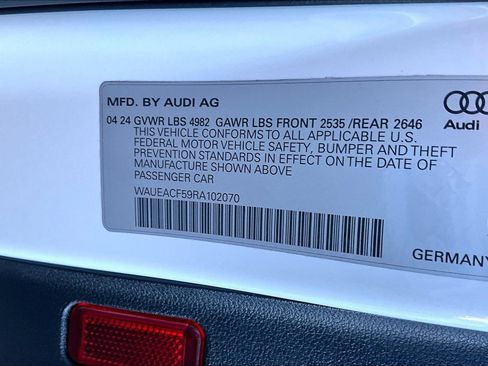 MFD. BY AUDI AG
04 24 GVWR LBS 4982 GAWR LBS FRONT 2535 /REAR 2646
THIS VEHICLE CONFORMS TO ALL APPLICABLE U.S.
FEDERAL MOTOR VEHICLE SAFETY, BUMPER AND THEFT
PREVENTION STANDARDS IN EFFECT ON THE DATE OF
MANUFACTURE SHOWN ABOVE
PASSENGER CAR
WAUEACF59RA102070
Audi
GERMANY